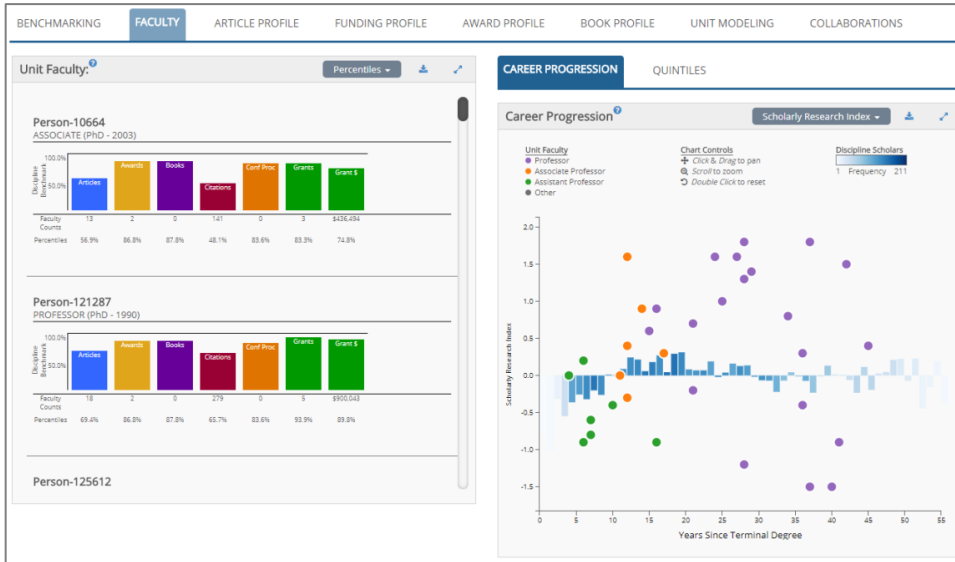 BENCHMARKING FACULTY ARTICLE PROFILE FUNDING PROFILE AWARD PROFILE BOOK PROFILE UNIT MODELING COLLABORATIONS
Unit Faculty: ? Percentiles
Person-10664
ASSOCIATE (PhD - 2003)
Discipline Benchmark
100.0%
50.0%
Articles Awards Books Citations Conf Proc Grants Grant $
Faculty Counts 13 2 0 141 0 3 $436,494
Percentiles 56.9% 86.8% 87.8% 48.1% 83.6% 83.3% 74.8%
Person-121287
PROFESSOR (PhD - 1990)
Discipline Benchmark
100.0%
50.0%
Articles Awards Books Citations Conf Proc Grants Grant $
Faculty Counts 18 2 0 279 0 5 $900,043
Percentiles 69.4% 86.8% 87.8% 65.7% 83.6% 93.9% 89.8%
Person-125612
CAREER PROGRESSION QUINTILES
Career Progression ? Scholarly Research Index
Unit Faculty
Professor
Associate Professor
Assistant Professor
Other
Chart Controls
Click & Drag to pan
Scroll to zoom
Double Click to reset
Discipline Scholars
1 Frequency 211
Scholarly Research Index
2.0
1.5
1.0
0.5
0.0
-0.5
-1.0
-1.5
0 5 10 15 20 25 30 35 40 45 50 55
Years Since Terminal Degree